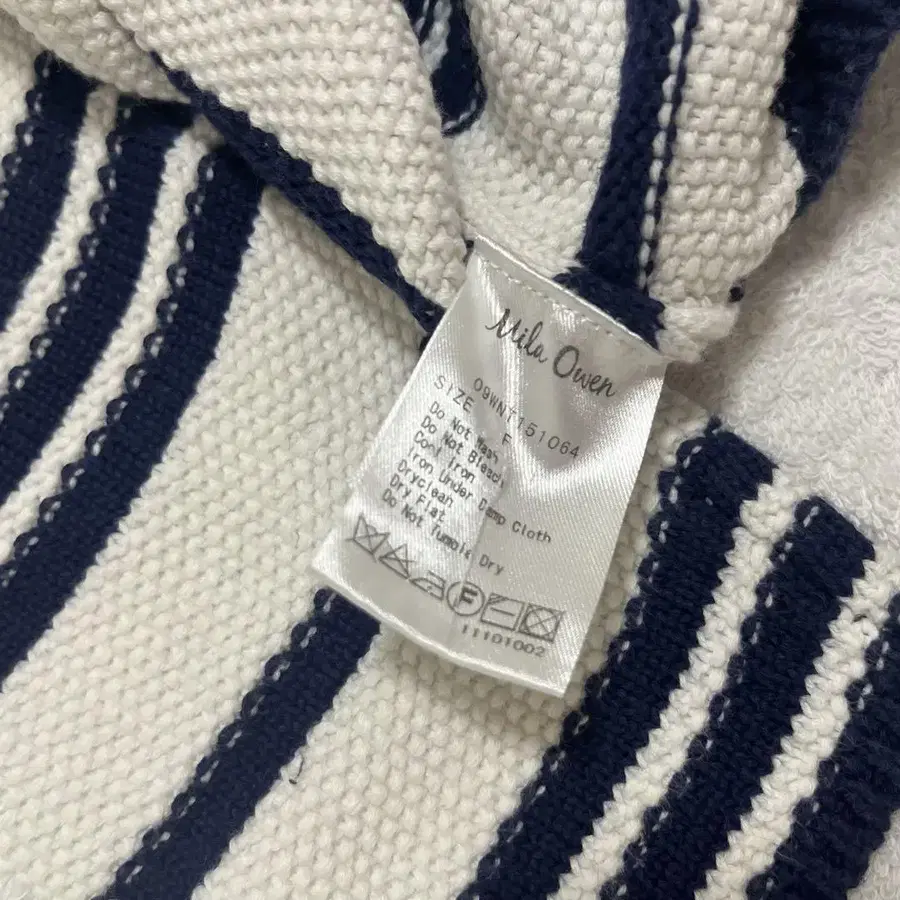 Mila Owen
09WNT151064
SIZE F
Do Not Wash
Do Not Bleach
Cool Iron
Iron Under Damp Cloth
Dryclean
Dry Flat
Do Not Tumble Dry
F
11101002